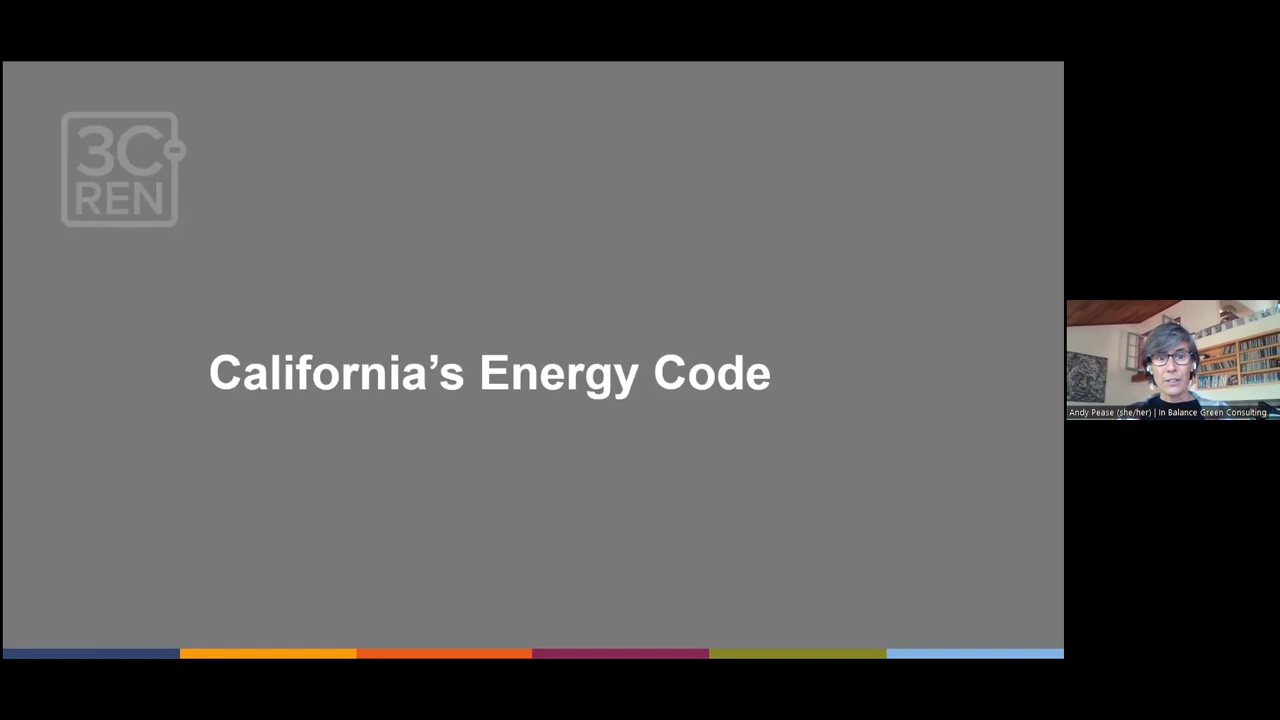 3C
REN
California’s Energy Code
Andy Pease (she/her) | In Balance Green Consulting